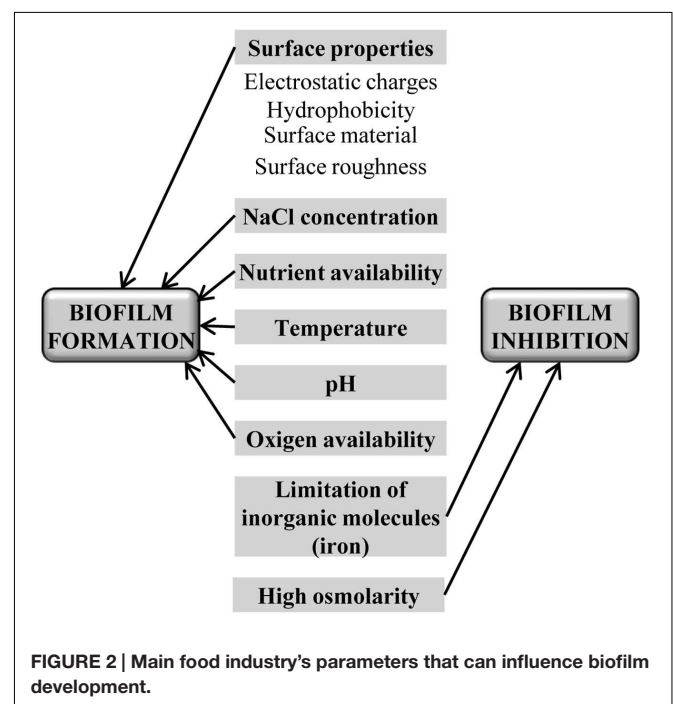 Surface properties
Electrostatic charges
Hydrophobicity
Surface material
Surface roughness
NaCl concentration
Nutrient availability
BIOFILM
FORMATION
Temperature
BIOFILM
INHIBITION
pH
Oxigen availability
Limitation of
inorganic molecules
(iron)
High osmolarity
FIGURE 2 | Main food industry's parameters that can influence biofilm
development.